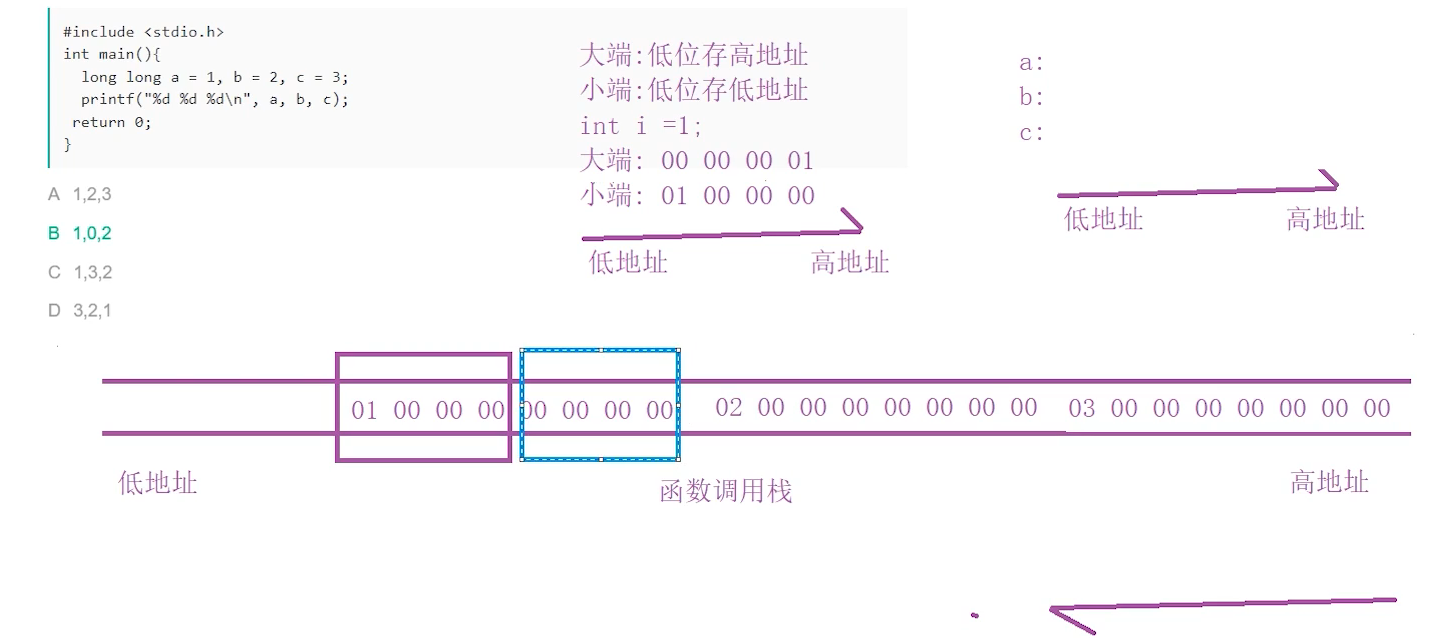 #include <stdio.h>
int main(){
long long a = 1, b = 2, c = 3;
printf("%d %d %d\n", a, b, c);
return 0;
}
A 1,2,3
B 1,0,2
C 1,3,2
D 3,2,1
大端:低位存高地址
小端:低位存低地址
int i =1;
大端: 00 00 00 01
小端: 01 00 00 00
低地址 高地址
a:
b:
c:
低地址 高地址
01 00 00 00 00 00 00 00 02 00 00 00 00 00 00 00 03 00 00 00 00 00 00 00
低地址 函数调用栈 高地址